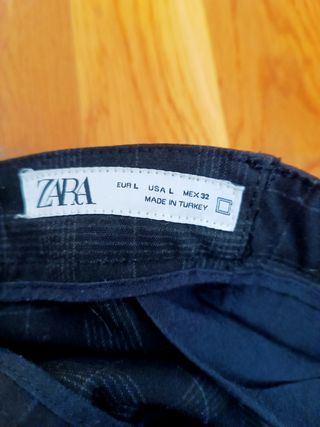 ZARA
EUR L USA L MEX 32
MADE IN TURKEY